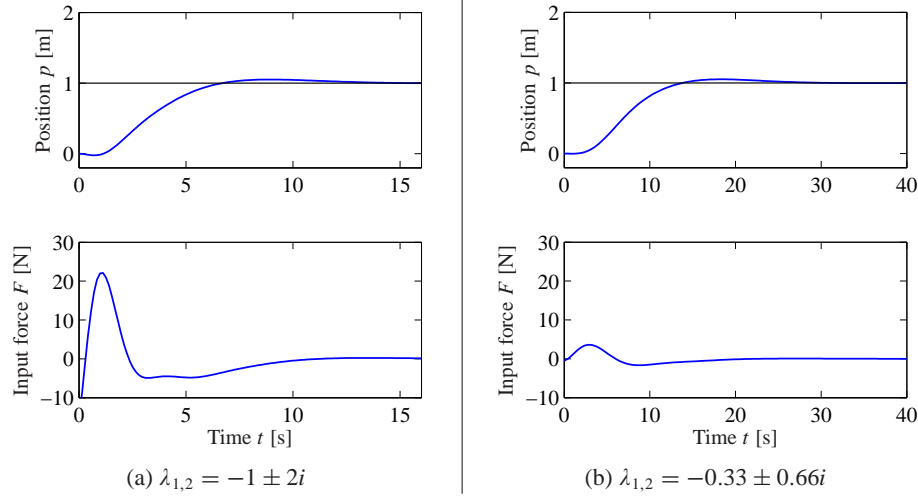 2
1
0
Position p [m]
0 5 10 15
30
20
10
0
−10
Input force F [N]
0 5 10 15
Time t [s]
(a) λ1,2 = −1 ± 2i
2
1
0
Position p [m]
0 10 20 30 40
30
20
10
0
−10
Input force F [N]
0 10 20 30 40
Time t [s]
(b) λ1,2 = −0.33 ± 0.66i